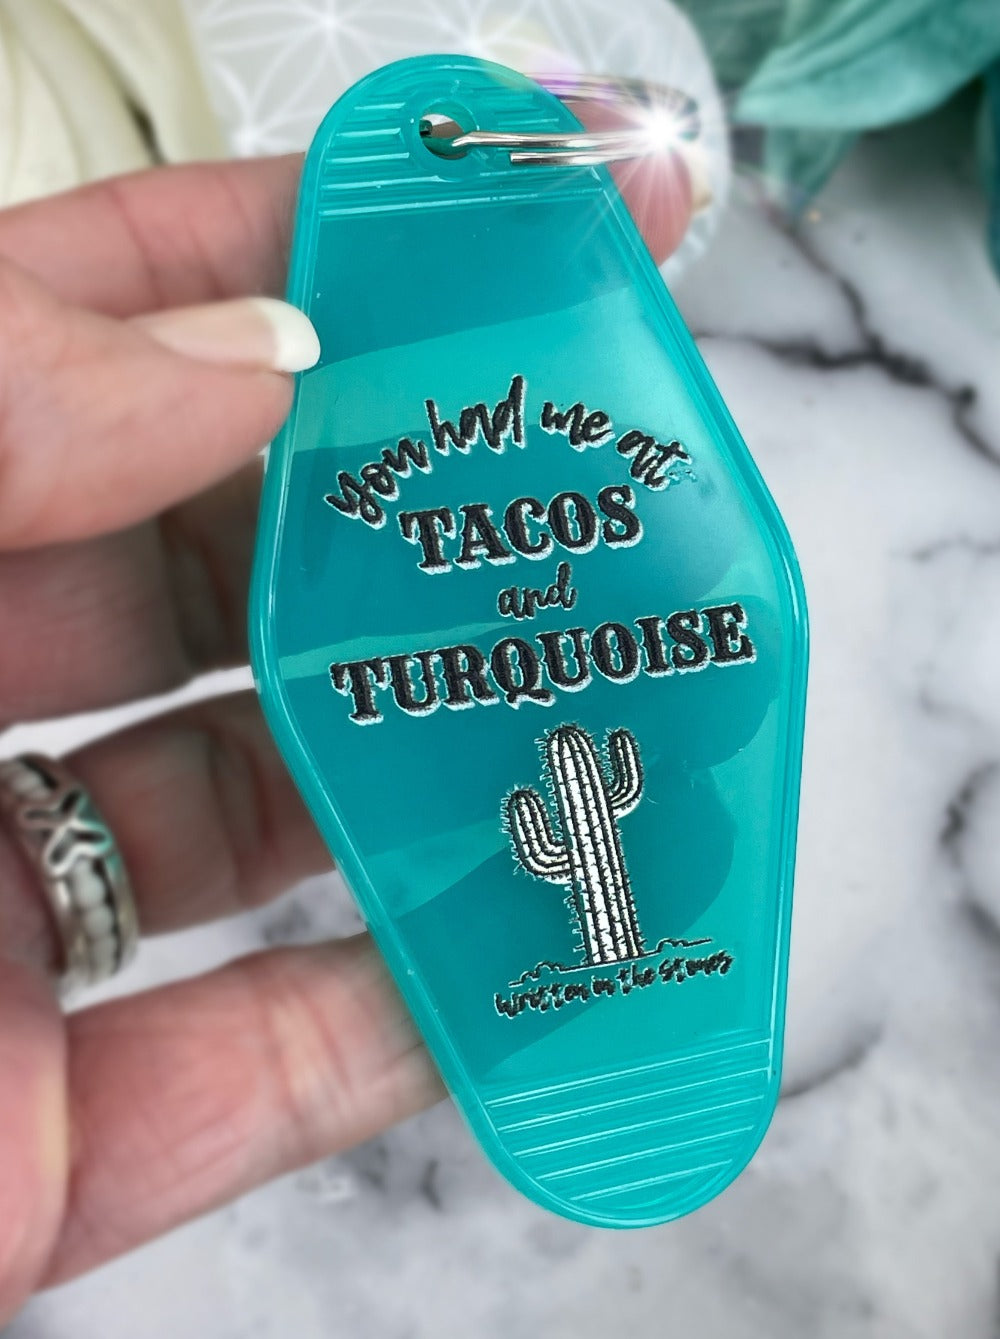 you had me at
TACOS
and
TURQUOISE
Written in the Stones